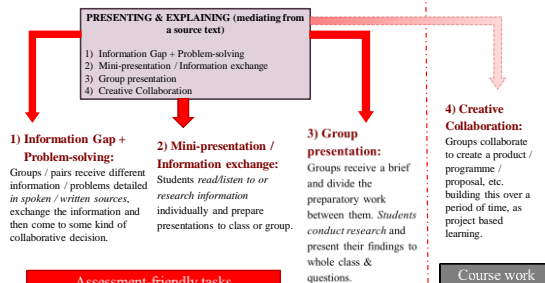 PRESENTING & EXPLAINING (mediating from
a source text)
1) Information Gap + Problem-solving
2) Mini-presentation / Information exchange
3) Group presentation
4) Creative Collaboration
1) Information Gap +
Problem-solving:
Groups / pairs receive different
information / problems detailed
in spoken / written sources,
exchange the information and
then come to some kind of
collaborative decision.
2) Mini-presentation /
Information exchange:
Students read/listen to or
research information
individually and prepare
presentations to class or group.
3) Group
presentation:
Groups receive a brief
and divide the
preparatory work
between them. Students
conduct research and
present their findings to
whole class &
questions.
4) Creative
Collaboration:
Groups collaborate
to create a product /
programme /
proposal, etc.
building this over a
period of time, as
project based
learning.
Assessment-friendly tasks
Course work